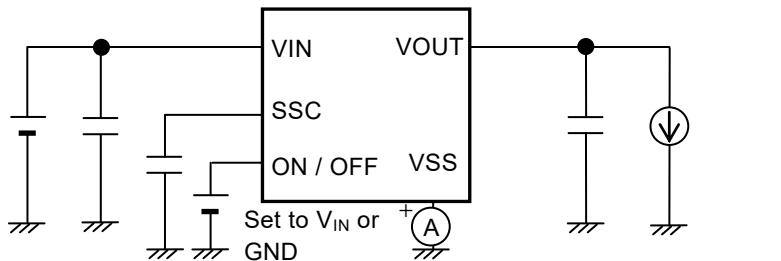 VIN
VOUT
SSC
ON / OFF
VSS
Set to VIN or
GND
+
A